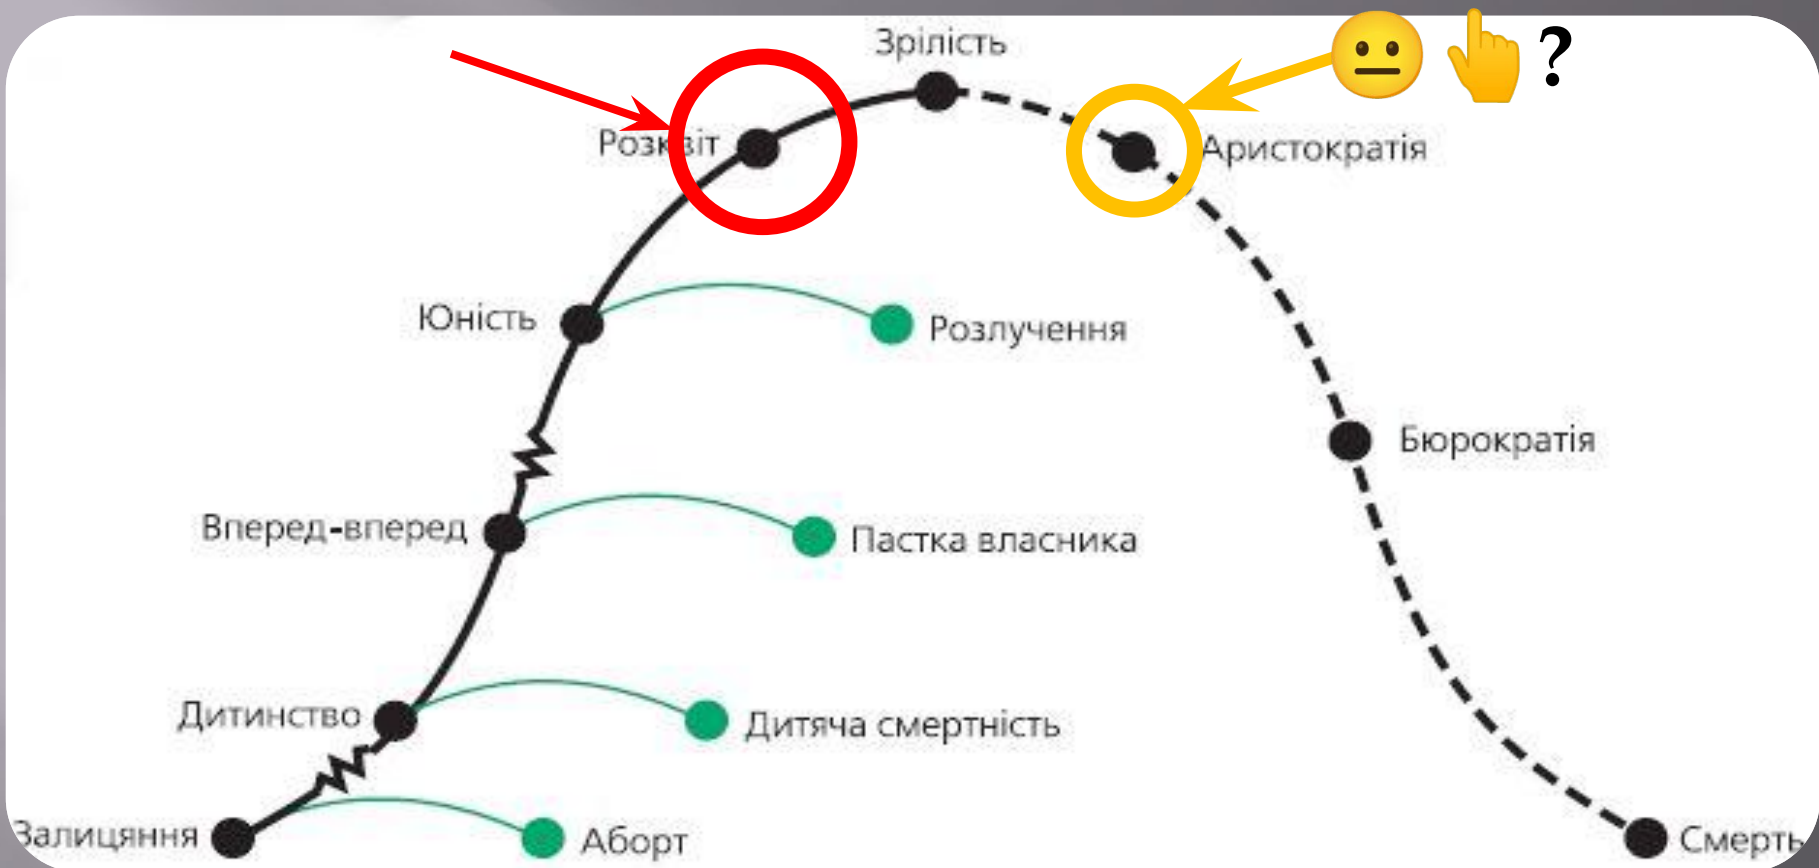 Зрілість
?
Розквіт
Аристократія
Юність
Розлучення
Бюрократія
Вперед-вперед
Пастка власника
Дитинство
Дитяча смертність
Залицяння
Аборт
Смерть